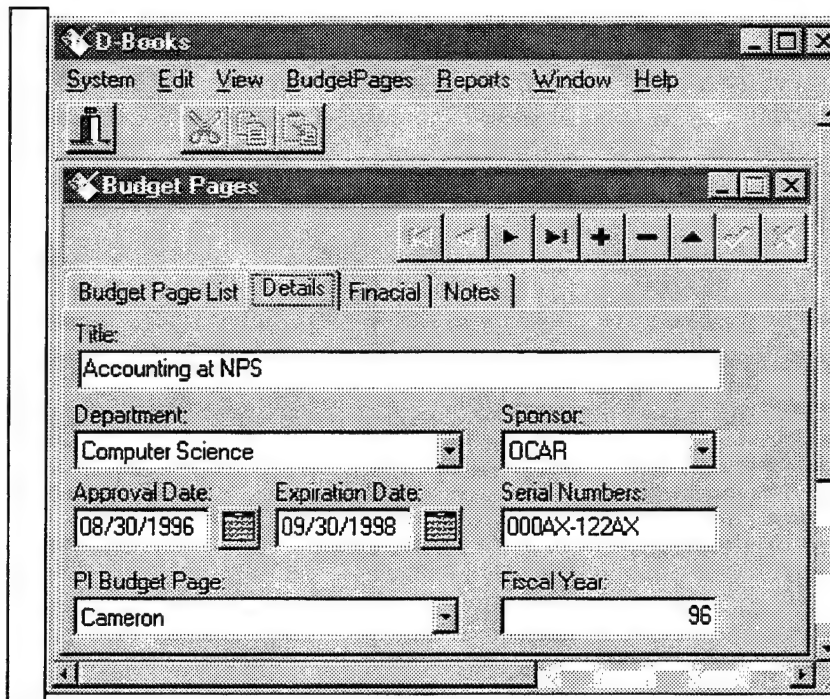 D-Books
System Edit View BudgetPages Reports Window Help
Budget Pages
Budget Page List Details Finacial Notes
Title:
Accounting at NPS
Department: Sponsor:
Computer Science OCAR
Approval Date: Expiration Date: Serial Numbers:
08/30/1996 09/30/1998 000AX-122AX
PI Budget Page: Fiscal Year:
Cameron 96